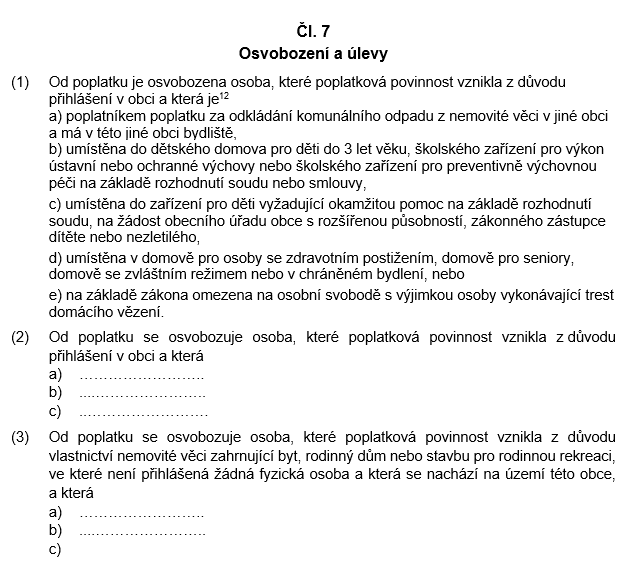 Čl. 7
Osvobození a úlevy
(1) Od poplatku je osvobozena osoba, které poplatková povinnost vznikla z důvodu
přihlášení v obci a která je12
a) poplatníkem poplatku za odkládání komunálního odpadu z nemovité věci v jiné obci
a má v této jiné obci bydliště,
b) umístěna do dětského domova pro děti do 3 let věku, školského zařízení pro výkon
ústavní nebo ochranné výchovy nebo školského zařízení pro preventivně výchovnou
péči na základě rozhodnutí soudu nebo smlouvy,
c) umístěna do zařízení pro děti vyžadující okamžitou pomoc na základě rozhodnutí
soudu, na žádost obecního úřadu obce s rozšířenou působností, zákonného zástupce
dítěte nebo nezletilého,
d) umístěna v domově pro osoby se zdravotním postižením, domově pro seniory,
domově se zvláštním režimem nebo v chráněném bydlení, nebo
e) na základě zákona omezena na osobní svobodě s výjimkou osoby vykonávající trest
domácího vězení.
(2) Od poplatku se osvobozuje osoba, které poplatková povinnost vznikla z důvodu
přihlášení v obci a která
a) ……………………..
b) ....…………………..
c) ...…………………….
(3) Od poplatku se osvobozuje osoba, které poplatková povinnost vznikla z důvodu
vlastnictví nemovité věci zahrnující byt, rodinný dům nebo stavbu pro rodinnou rekreaci,
ve které není přihlášená žádná fyzická osoba a která se nachází na území této obce,
a která
a) ……………………..
b) ....…………………..
c)